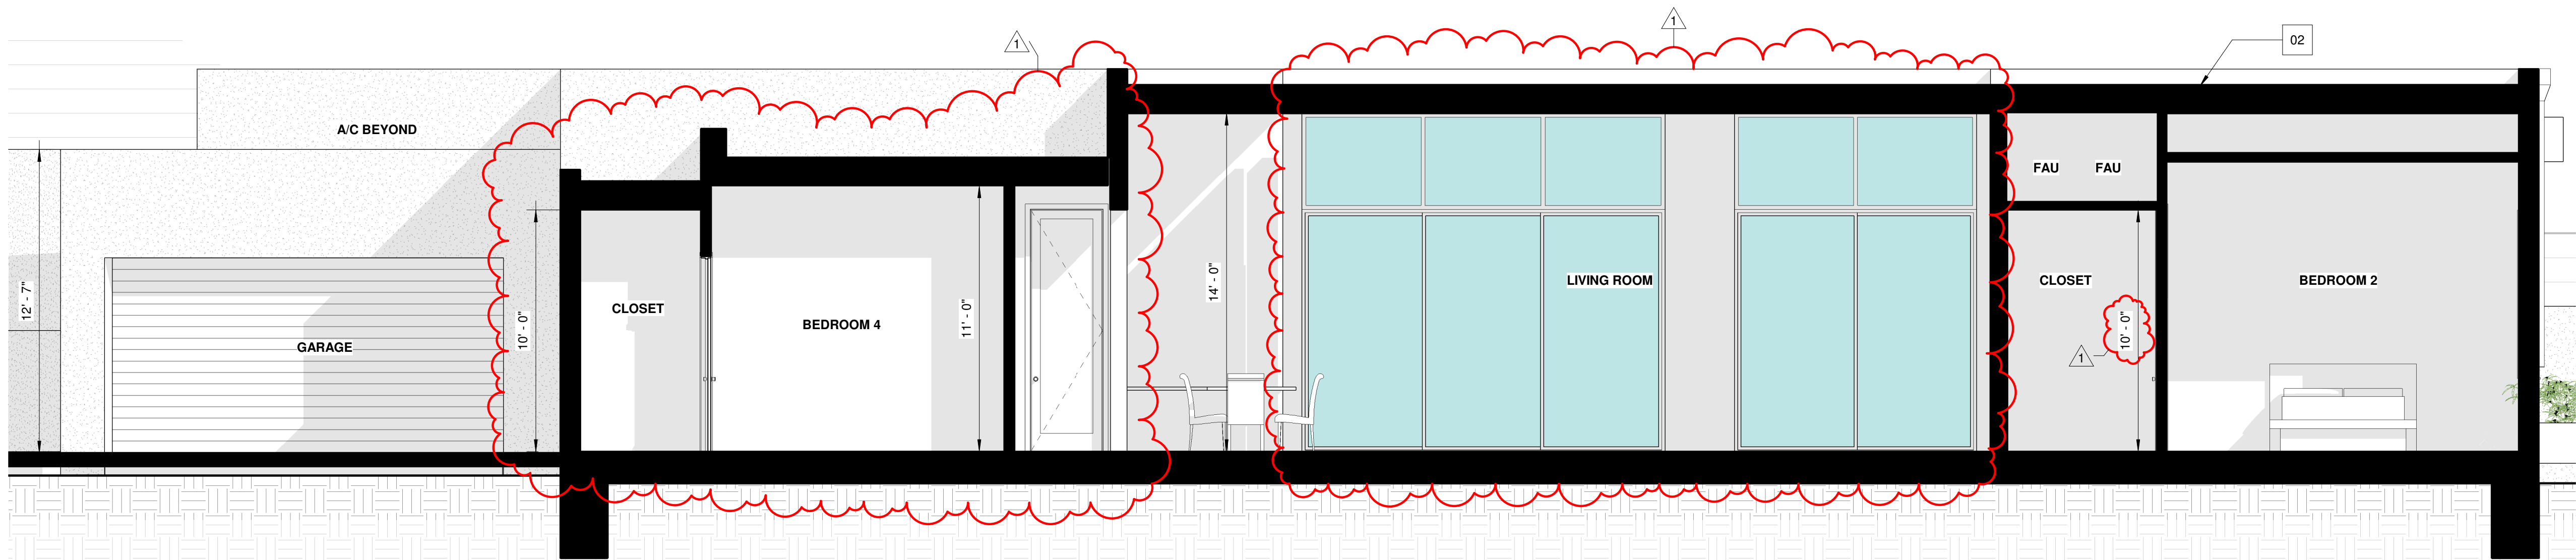 1
1
02
A/C BEYOND
FAU
FAU
12' - 7"
10' - 0"
CLOSET
BEDROOM 4
11' - 0"
14' - 0"
LIVING ROOM
CLOSET
10' - 0"
1
BEDROOM 2
GARAGE